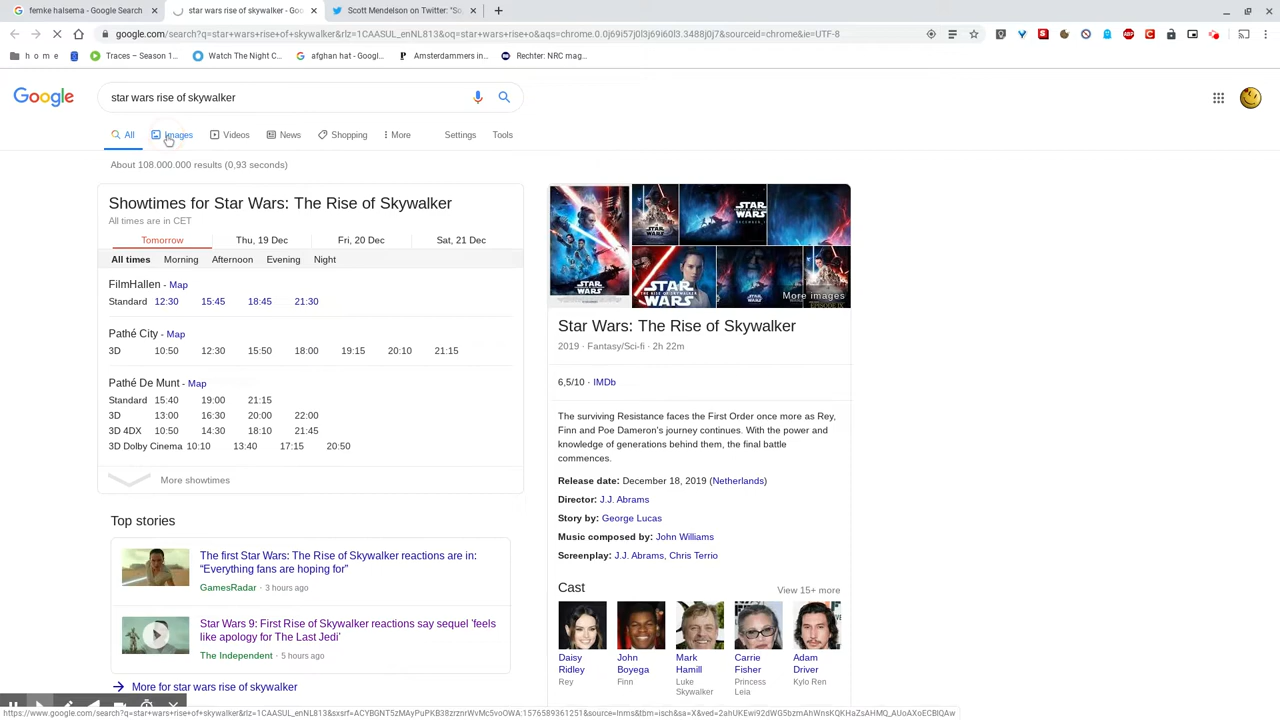 femke halsema - Google Search
star wars rise of skywalker - Goo
Scott Mendelson on Twitter: "So
google.com/search?q=star+wars+rise+of+skywalker&rlz=1CAASUL_enNL813&oq=star+wars+rise+o&aqs=chrome.0.0j69i57j0l3j69i60l3.3488j0j7&sourceid=chrome&ie=UTF-8
h o m e
Traces – Season 1...
Watch The Night C...
afghan hat - Googl...
Amsterdammers in...
Rechter: NRC mag...
Google
star wars rise of skywalker
All Images Videos News Shopping More Settings Tools
About 108.000.000 results (0,93 seconds)
Showtimes for Star Wars: The Rise of Skywalker
All times are in CET
Tomorrow Thu, 19 Dec Fri, 20 Dec Sat, 21 Dec
All times Morning Afternoon Evening Night
FilmHallen - Map
Standard 12:30 15:45 18:45 21:30
Pathé City - Map
3D 10:50 12:30 15:50 18:00 19:15 20:10 21:15
Pathé De Munt - Map
Standard 15:40 19:00 21:15
3D 13:00 16:30 20:00 22:00
3D 4DX 10:50 14:30 18:10 21:45
3D Dolby Cinema 10:10 13:40 17:15 20:50
More showtimes
Top stories
The first Star Wars: The Rise of Skywalker reactions are in:
“Everything fans are hoping for”
GamesRadar · 3 hours ago
Star Wars 9: First Rise of Skywalker reactions say sequel 'feels
like apology for The Last Jedi'
The Independent · 5 hours ago
More for star wars rise of skywalker
STAR WARS
STAR WARS
STAR WARS
More images
Star Wars: The Rise of Skywalker
2019 · Fantasy/Sci-fi · 2h 22m
6,5/10 · IMDb
The surviving Resistance faces the First Order once more as Rey,
Finn and Poe Dameron's journey continues. With the power and
knowledge of generations behind them, the final battle
commences.
Release date: December 18, 2019 (Netherlands)
Director: J.J. Abrams
Story by: George Lucas
Music composed by: John Williams
Screenplay: J.J. Abrams, Chris Terrio
Cast
View 15+ more
Daisy Ridley
Rey
John Boyega
Finn
Mark Hamill
Luke Skywalker
Carrie Fisher
Princess Leia
Adam Driver
Kylo Ren